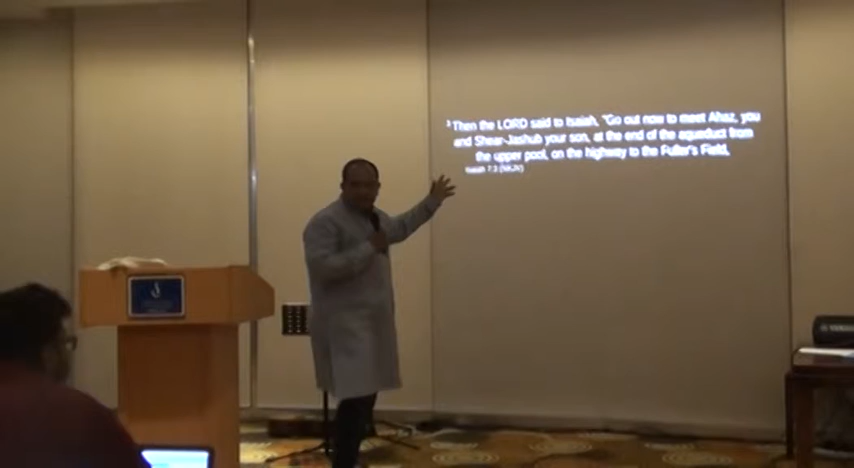 ³ Then the LORD said to Isaiah, "Go out now to meet Ahaz, you
and Shear-Jashub your son, at the end of the aqueduct from
the upper pool, on the highway to the Fuller's Field,
Isaiah 7:3 (NKJV)
YAMAHA